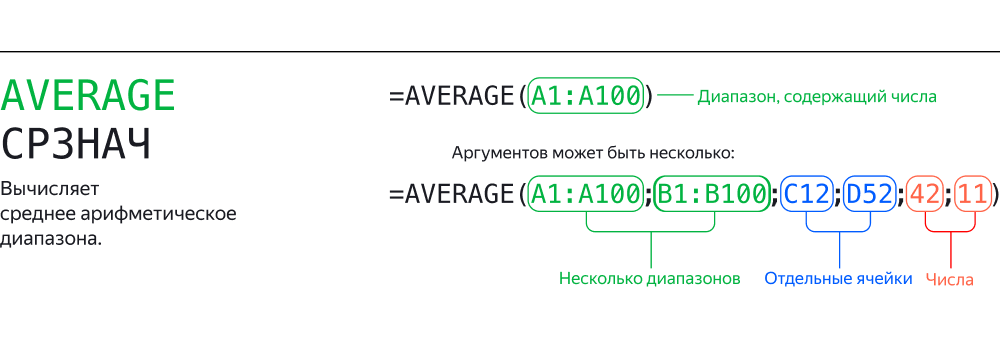 AVERAGE
СРЗНАЧ
Вычисляет
среднее арифметическое
диапазона.
=AVERAGE(A1:A100)
Диапазон, содержащий числа
Аргументов может быть несколько:
=AVERAGE(A1:A100;B1:B100;C12;D52;42;11)
Несколько диапазонов
Отдельные ячейки
Числа